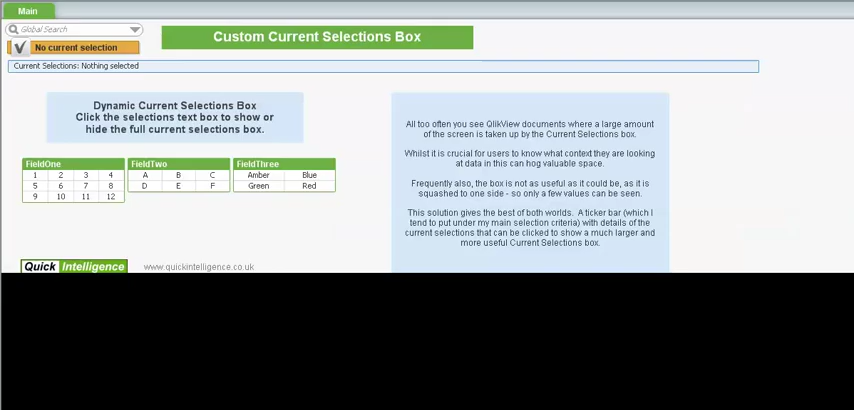 Main
Global Search
No current selection
Custom Current Selections Box
Current Selections: Nothing selected
Dynamic Current Selections Box
Click the selections text box to show or
hide the full current selections box.
FieldOne
1 2 3 4
5 6 7 8
9 10 11 12
FieldTwo
A B C
D E F
FieldThree
Amber Blue
Green Red
All too often you see QlikView documents where a large amount
of the screen is taken up by the Current Selections box.
Whilst it is crucial for users to know what context they are looking
at data in this can hog valuable space.
Frequently also, the box is not as useful as it could be, as it is
squashed to one side - so only a few values can be seen.
This solution gives the best of both worlds. A ticker bar (which I
tend to put under my main selection criteria) with details of the
current selections that can be clicked to show a much larger and
more useful Current Selections box.
Quick Intelligence
www.quickintelligence.co.uk